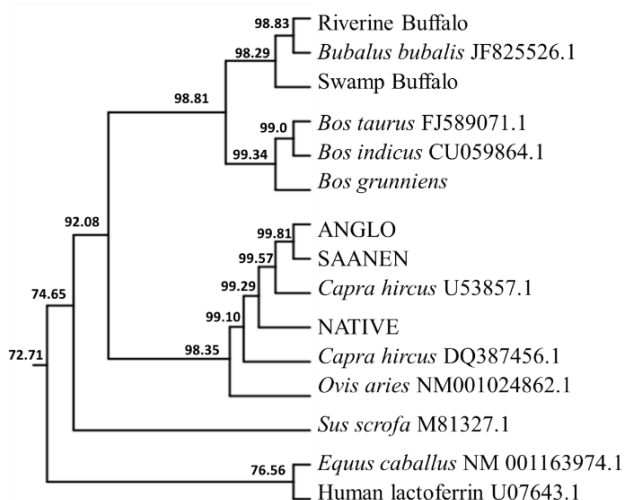 98.83 Riverine Buffalo
98.29 Bubalus bubalis JF825526.1
Swamp Buffalo
98.81
99.0 Bos taurus FJ589071.1
99.34 Bos indicus CU059864.1
Bos grunniens
92.08
99.81 ANGLO
99.57 SAANEN
99.29 Capra hircus U53857.1
74.65
99.10 NATIVE
72.71 98.35 Capra hircus DQ387456.1
Ovis aries NM001024862.1
Sus scrofa M81327.1
76.56 Equus caballus NM 001163974.1
Human lactoferrin U07643.1